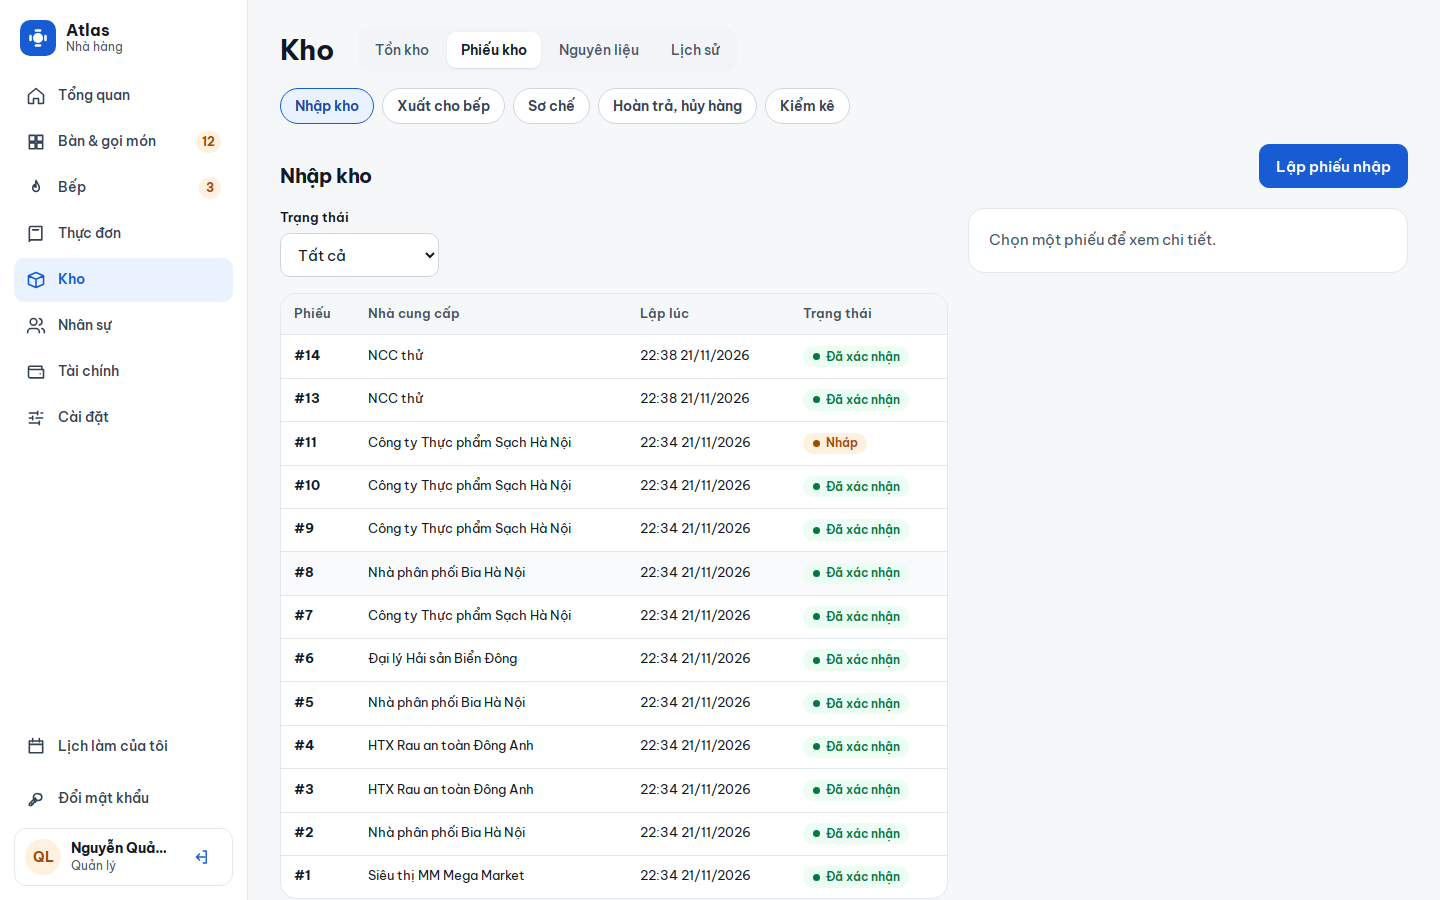 Atlas
Nhà hàng
Tổng quan
Bàn & gọi món 12
Bếp 3
Thực đơn
Kho
Nhân sự
Tài chính
Cài đặt
Lịch làm của tôi
Đổi mật khẩu
QL Nguyễn Quả...
Quản lý
Kho Tồn kho Phiếu kho Nguyên liệu Lịch sử
Nhập kho Xuất cho bếp Sơ chế Hoàn trả, hủy hàng Kiểm kê
Nhập kho Lập phiếu nhập
Trạng thái
Tất cả
Phiếu Nhà cung cấp Lập lúc Trạng thái
#14 NCC thử 22:38 21/11/2026 Đã xác nhận
#13 NCC thử 22:38 21/11/2026 Đã xác nhận
#11 Công ty Thực phẩm Sạch Hà Nội 22:34 21/11/2026 Nháp
#10 Công ty Thực phẩm Sạch Hà Nội 22:34 21/11/2026 Đã xác nhận
#9 Công ty Thực phẩm Sạch Hà Nội 22:34 21/11/2026 Đã xác nhận
#8 Nhà phân phối Bia Hà Nội 22:34 21/11/2026 Đã xác nhận
#7 Công ty Thực phẩm Sạch Hà Nội 22:34 21/11/2026 Đã xác nhận
#6 Đại lý Hải sản Biển Đông 22:34 21/11/2026 Đã xác nhận
#5 Nhà phân phối Bia Hà Nội 22:34 21/11/2026 Đã xác nhận
#4 HTX Rau an toàn Đông Anh 22:34 21/11/2026 Đã xác nhận
#3 HTX Rau an toàn Đông Anh 22:34 21/11/2026 Đã xác nhận
#2 Nhà phân phối Bia Hà Nội 22:34 21/11/2026 Đã xác nhận
#1 Siêu thị MM Mega Market 22:34 21/11/2026 Đã xác nhận
Chọn một phiếu để xem chi tiết.